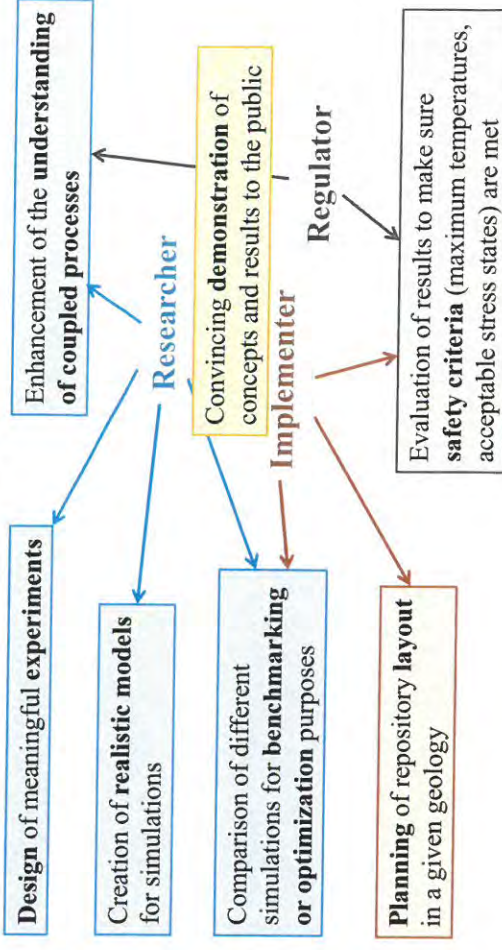 Design of meaningful experiments
Creation of realistic models
for simulations
Comparison of different
simulations for benchmarking
or optimization purposes
Planning of repository layout
in a given geology
Enhancement of the understanding
of coupled processes
Researcher
Convincing demonstration of
concepts and results to the public
Implementer
Regulator
Evaluation of results to make sure
safety criteria (maximum temperatures,
acceptable stress states) are met